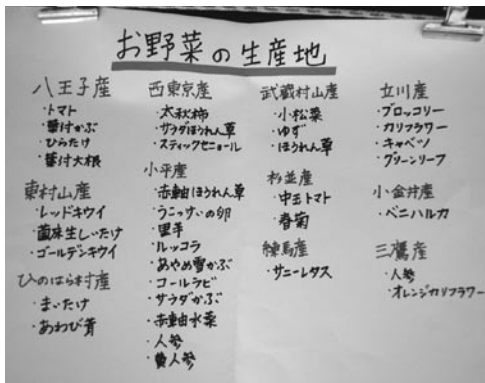 お野菜の生産地
八王子産
・トマト
・葉付かぶ
・ひらたけ
・葉付大根
東村山産
・レッドキウイ
・菌床生しいたけ
・ゴールデンキウイ
ひのはら村産
・まいたけ
・あわび茸
西東京産
・太秋柿
・サラダほうれん草
・スティックセニョール
小平産
・赤軸ほうれん草
・うこっけいの卵
・里芋
・ルッコラ
・あやめ雪かぶ
・コールラビ
・サラダかぶ
・赤軸水菜
・人参
・黄人参
武蔵村山産
・小松菜
・ゆず
・ほうれん草
杉並産
・中玉トマト
・春菊
練馬産
・サニーレタス
立川産
・ブロッコリー
・カリフラワー
・キャベツ
・グリーンリーフ
小金井産
・ベニハルカ
三鷹産
・人参
・オレンジカリフラワー